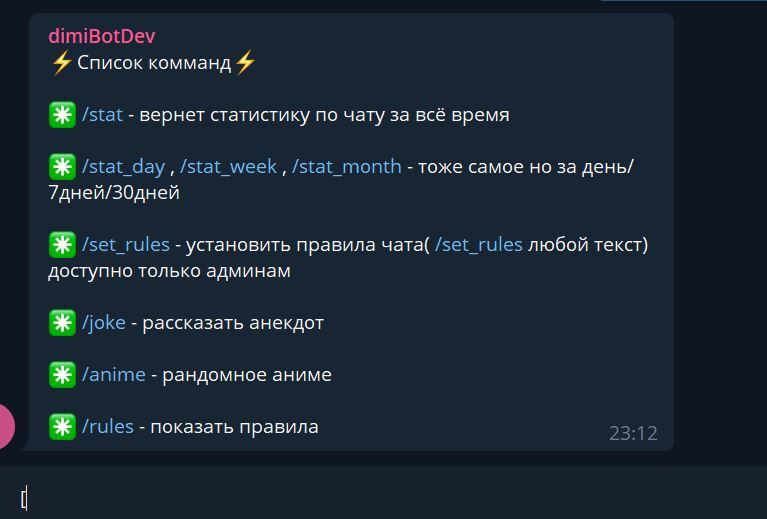 dimiBotDev
⚡Список комманд⚡
✳️ /stat - вернет статистику по чату за всё время
✳️ /stat_day , /stat_week , /stat_month - тоже самое но за день/
7дней/30дней
✳️ /set_rules - установить правила чата( /set_rules любой текст)
доступно только админам
✳️ /joke - рассказать анекдот
✳️ /anime - рандомное аниме
✳️ /rules - показать правила
23:12
[